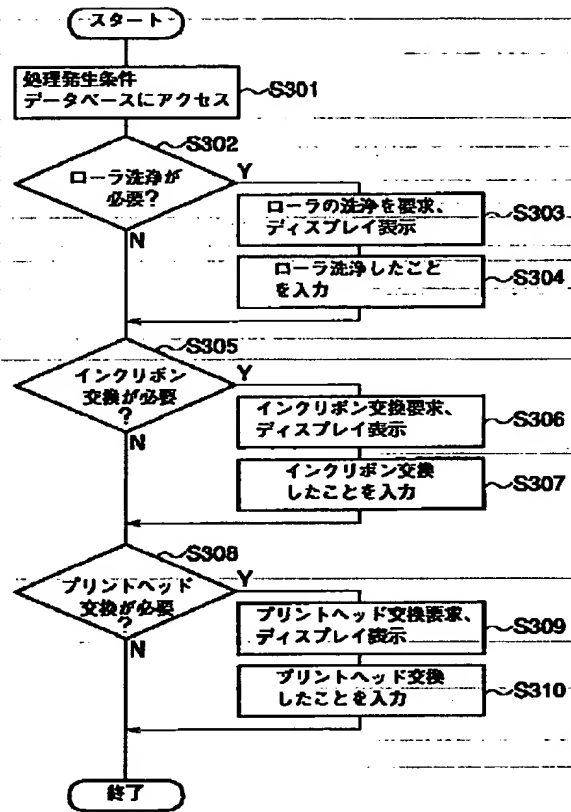 スタート
処理発生条件
データベースにアクセス
S301
S302
ローラ洗浄が
必要?
Y
N
ローラの洗浄を要求、
ディスプレイ表示
S303
ローラ洗浄したこと
を入力
S304
S305
インクリボン
交換が必要
?
Y
N
インクリボン交換要求、
ディスプレイ表示
S306
インクリボン交換
したことを入力
S307
S308
プリントヘッド
交換が必要
?
Y
N
プリントヘッド交換要求、
ディスプレイ表示
S309
プリントヘッド交換
したことを入力
S310
終了